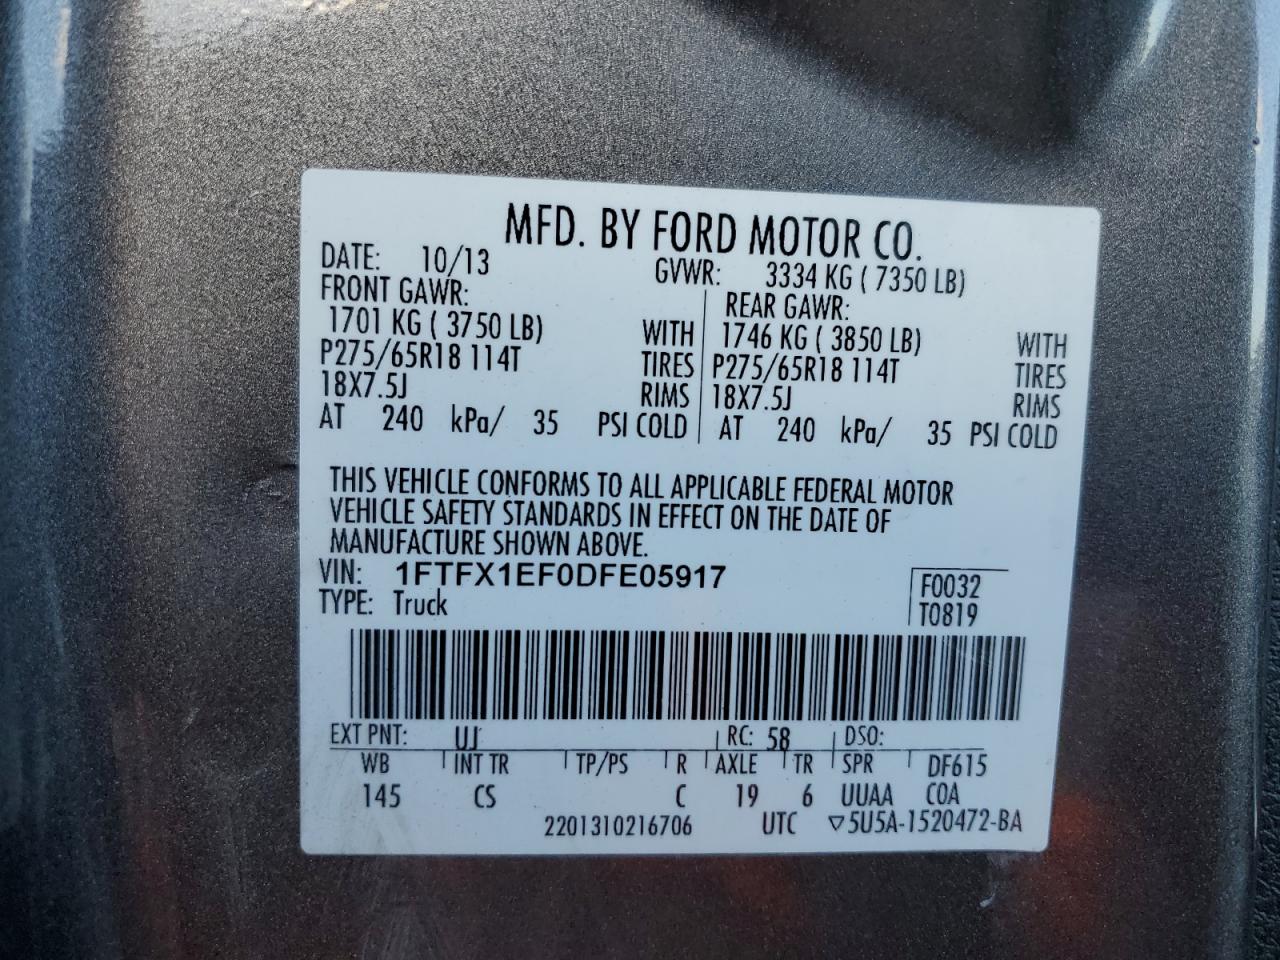 MFD. BY FORD MOTOR CO.
DATE: 10/13 GVWR: 3334 KG ( 7350 LB)
FRONT GAWR: REAR GAWR:
1701 KG ( 3750 LB) WITH 1746 KG ( 3850 LB) WITH
P275/65R18 114T TIRES P275/65R18 114T TIRES
18X7.5J RIMS 18X7.5J RIMS
AT 240 kPa/ 35 PSI COLD AT 240 kPa/ 35 PSI COLD
THIS VEHICLE CONFORMS TO ALL APPLICABLE FEDERAL MOTOR
VEHICLE SAFETY STANDARDS IN EFFECT ON THE DATE OF
MANUFACTURE SHOWN ABOVE.
VIN: 1FTFX1EF0DFE05917 F0032
TYPE: Truck T0819
EXT PNT: UJ RC: 58 DSO:
WB INT TR TP/PS R AXLE TR SPR DF615
145 CS C 19 6 UUAA COA
2201310216706 UTC ▽5U5A-1520472-BA